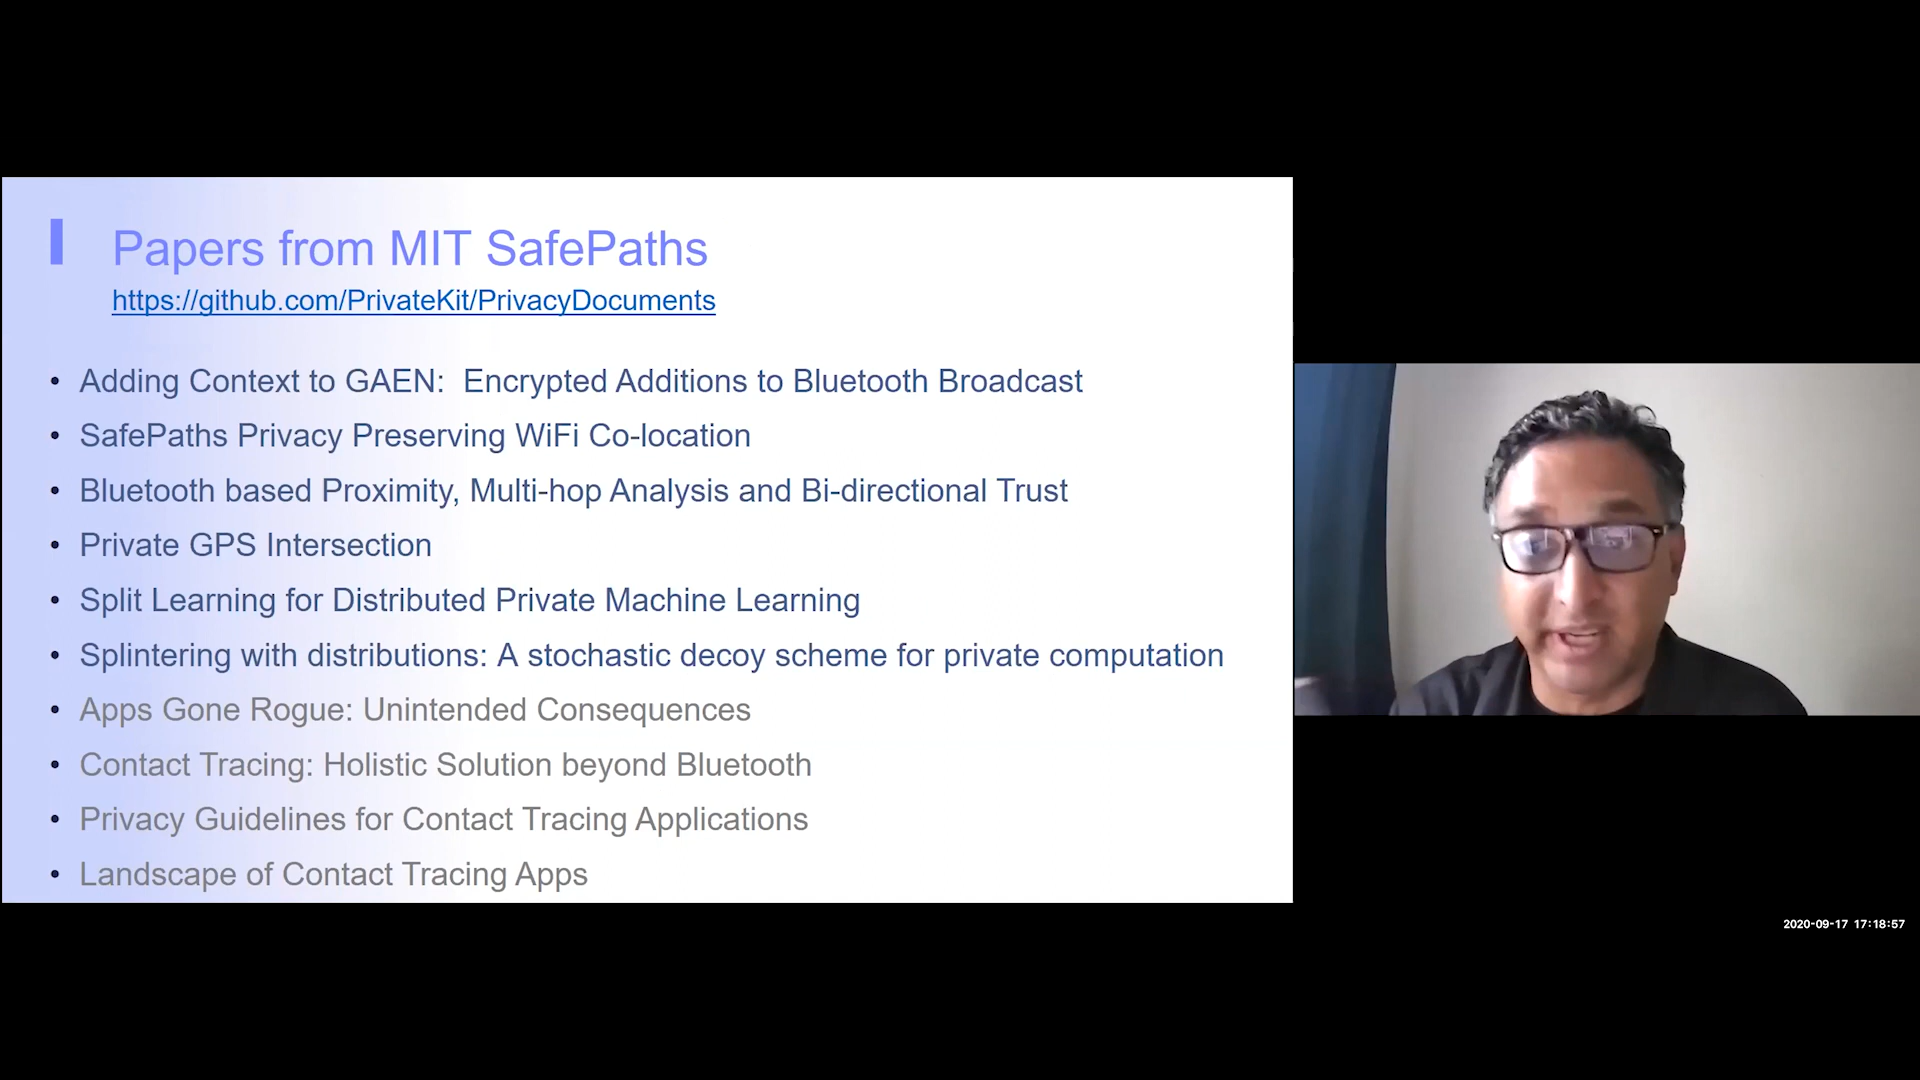 Papers from MIT SafePaths
https://github.com/PrivateKit/PrivacyDocuments
• Adding Context to GAEN: Encrypted Additions to Bluetooth Broadcast
• SafePaths Privacy Preserving WiFi Co-location
• Bluetooth based Proximity, Multi-hop Analysis and Bi-directional Trust
• Private GPS Intersection
• Split Learning for Distributed Private Machine Learning
• Splintering with distributions: A stochastic decoy scheme for private computation
• Apps Gone Rogue: Unintended Consequences
• Contact Tracing: Holistic Solution beyond Bluetooth
• Privacy Guidelines for Contact Tracing Applications
• Landscape of Contact Tracing Apps
2020-09-17 17:18:57